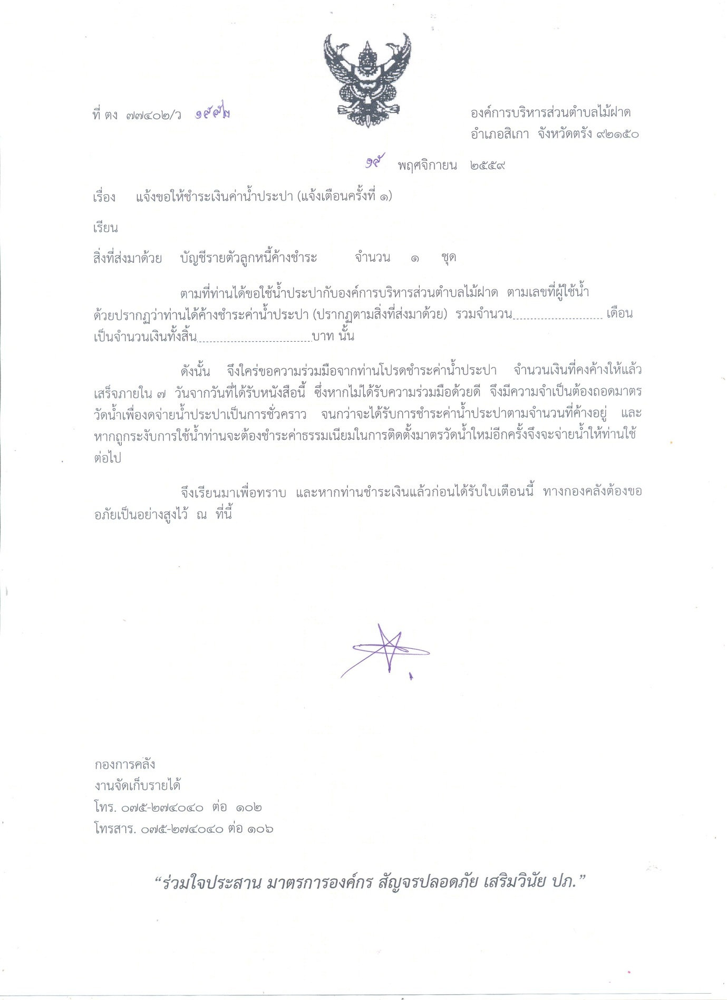 ที่ ตง ๗๗๔๐๒/ว
องค์การบริหารส่วนตำบลไม้ฝาด
อำเภอสิเกา จังหวัดตรัง ๙๒๑๕๐
๑๕ พฤศจิกายน ๒๕๕๙
เรื่อง แจ้งขอให้ชำระเงินค่าน้ำประปา (แจ้งเตือนครั้งที่ ๑)
เรียน
สิ่งที่ส่งมาด้วย บัญชีรายตัวลูกหนี้ค้างชำระ จำนวน ๑ ชุด
ตามที่ท่านได้ขอใช้น้ำประปากับองค์การบริหารส่วนตำบลไม้ฝาด ตามเลขที่ผู้ใช้น้ำ
ด้วยปรากฏว่าท่านได้ค้างชำระค่าน้ำประปา (ปรากฏตามสิ่งที่ส่งมาด้วย) รวมจำนวน........................ เดือน
เป็นจำนวนเงินทั้งสิ้น................................บาท นั้น
ดังนั้น จึงใคร่ขอความร่วมมือจากท่านโปรดชำระค่าน้ำประปา จำนวนเงินที่คงค้างให้แล้ว
เสร็จภายใน ๗ วันจากวันที่ได้รับหนังสือนี้ ซึ่งหากไม่ได้รับความร่วมมือด้วยดี จึงมีความจำเป็นต้องถอดมาตร
วัดน้ำเพื่องดจ่ายน้ำประปาเป็นการชั่วคราว จนกว่าจะได้รับการชำระค่าน้ำประปาตามจำนวนที่ค้างอยู่ และ
หากถูกระงับการใช้น้ำท่านจะต้องชำระค่าธรรมเนียมในการติดตั้งมาตรวัดน้ำใหม่อีกครั้งจึงจะจ่ายน้ำให้ท่านใช้
ต่อไป
จึงเรียนมาเพื่อทราบ และหากท่านชำระเงินแล้วก่อนได้รับใบเตือนนี้ ทางกองคลังต้องขอ
อภัยเป็นอย่างสูงไว้ ณ ที่นี้
กองการคลัง
งานจัดเก็บรายได้
โทร. ๐๗๕-๒๗๔๐๔๐ ต่อ ๑๐๒
โทรสาร. ๐๗๕-๒๗๔๐๔๐ ต่อ ๑๐๖
“ร่วมใจประสาน มาตรการองค์กร สัญจรปลอดภัย เสริมวินัย ปภ.”